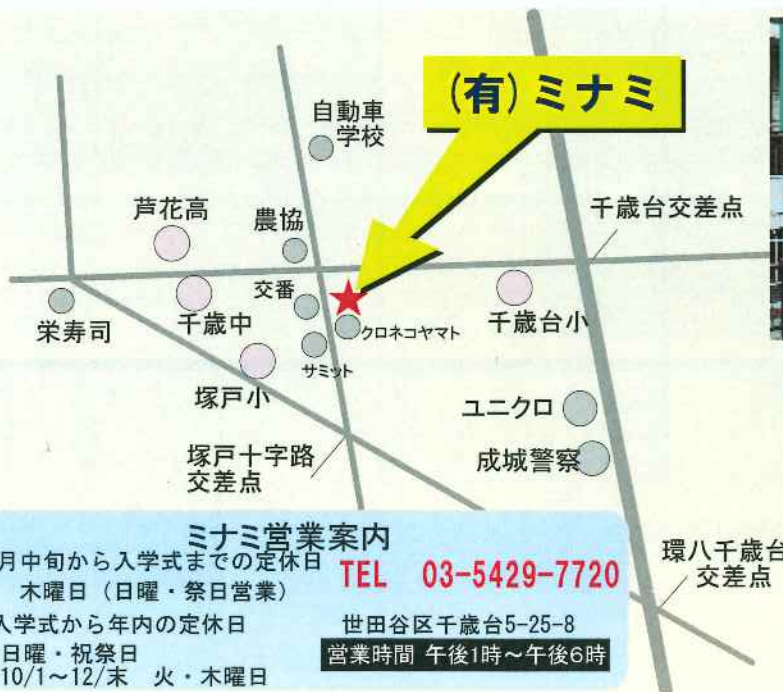 (有)ミナミ
自動車
学校
芦花高
農協
千歳台交差点
交番
栄寿司
千歳中
クロネコヤマト
千歳台小
サミット
塚戸小
ユニクロ
塚戸十字路
交差点
成城警察
環八千歳台
交差点
ミナミ営業案内
月中旬から入学式までの定休日
木曜日(日曜・祭日営業)
TEL 03-5429-7720
入学式から年内の定休日
世田谷区千歳台5-25-8
日曜・祝祭日
営業時間 午後1時~午後6時
10/1~12/末 火・木曜日